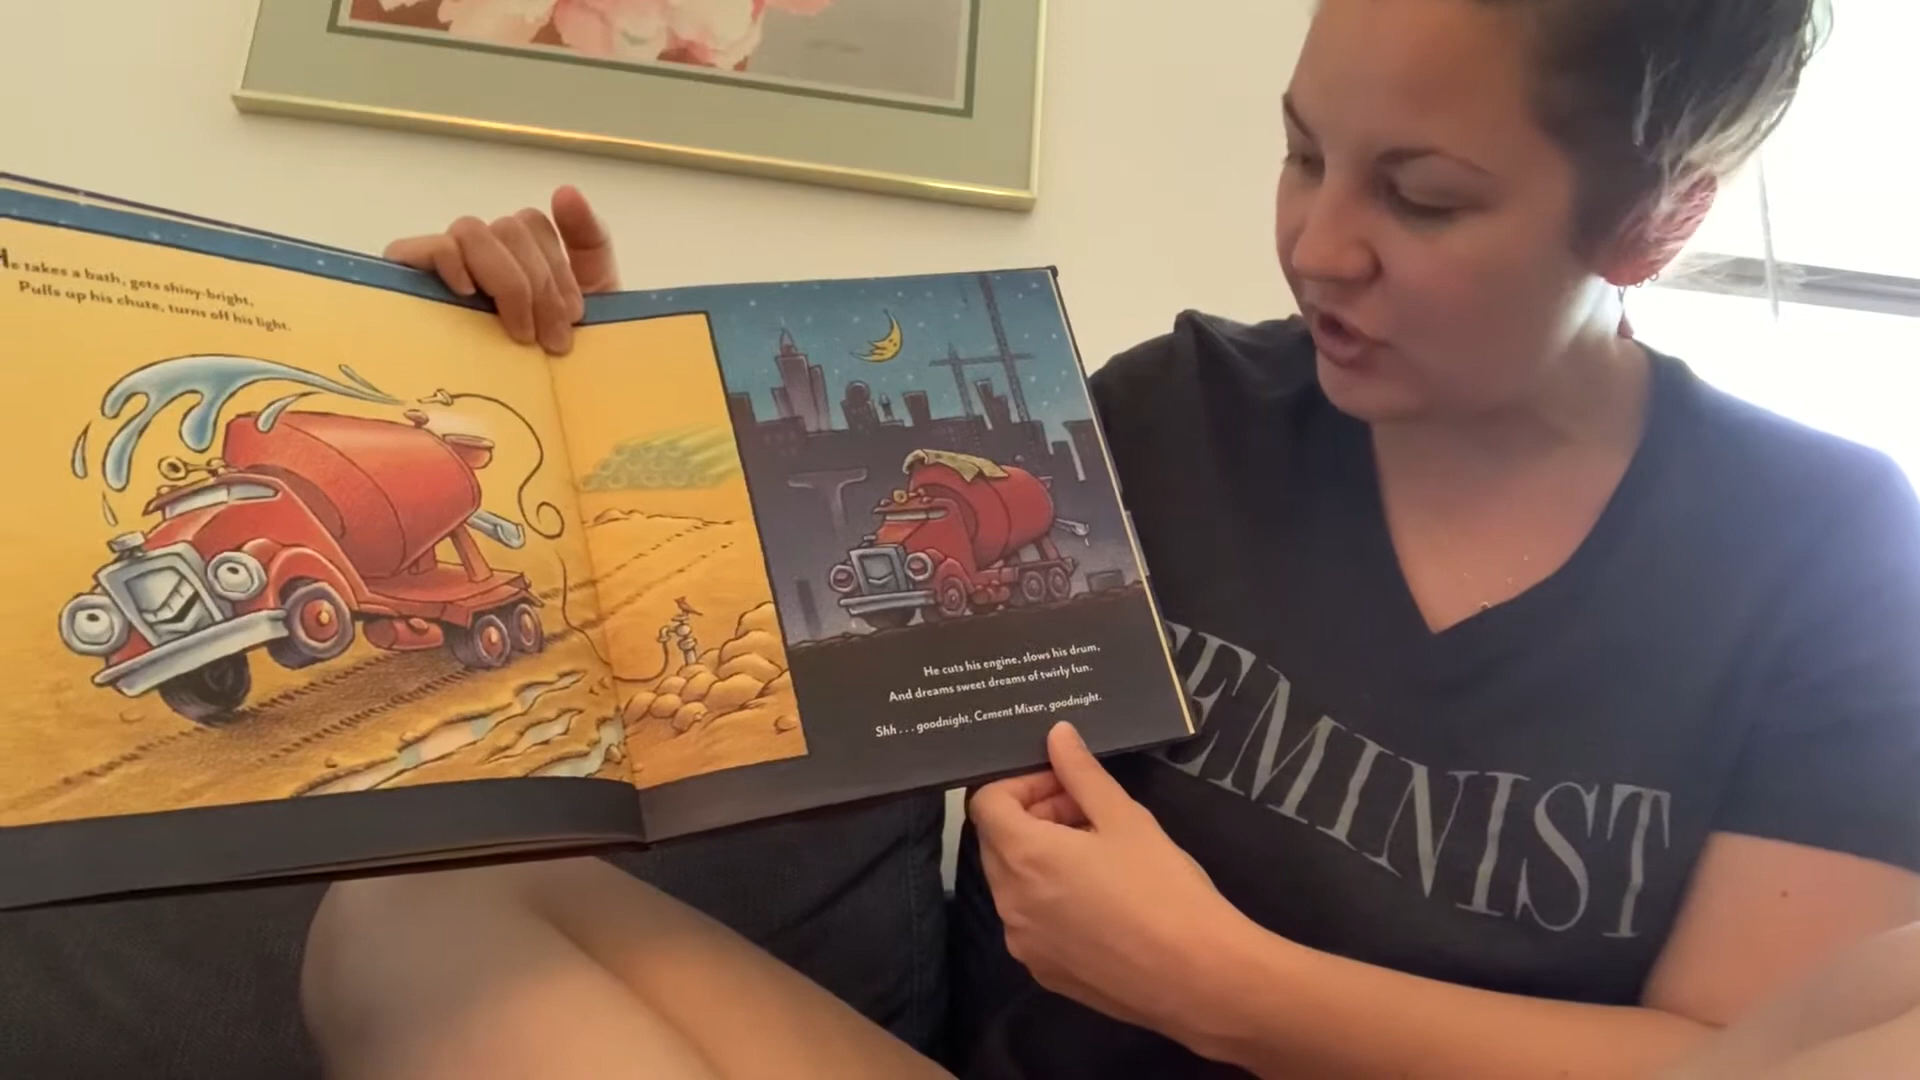 He takes a bath, gets shiny-bright,
Pulls up his chute, turns off his light.
He cuts his engine, slows his drum,
And dreams sweet dreams of twirly fun.
Shh . . . goodnight, Cement Mixer, goodnight.
FEMINIST